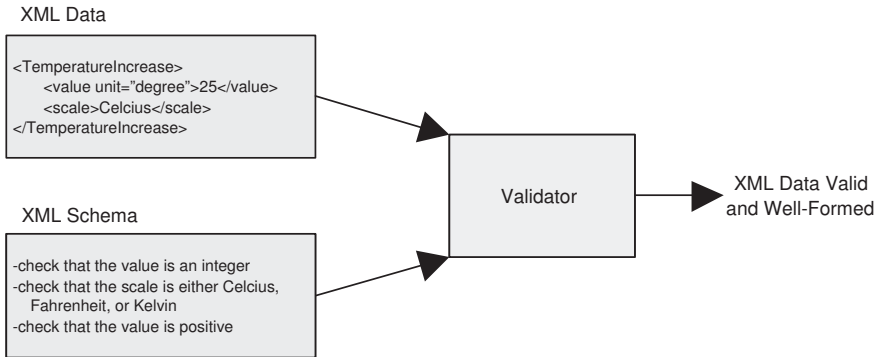 XML Data
<TemperatureIncrease>
<value unit=”degree”>25</value>
<scale>Celcius</scale>
</TemperatureIncrease>
Validator
XML Data Valid
and Well-Formed
XML Schema
-check that the value is an integer
-check that the scale is either Celcius,
Fahrenheit, or Kelvin
-check that the value is positive